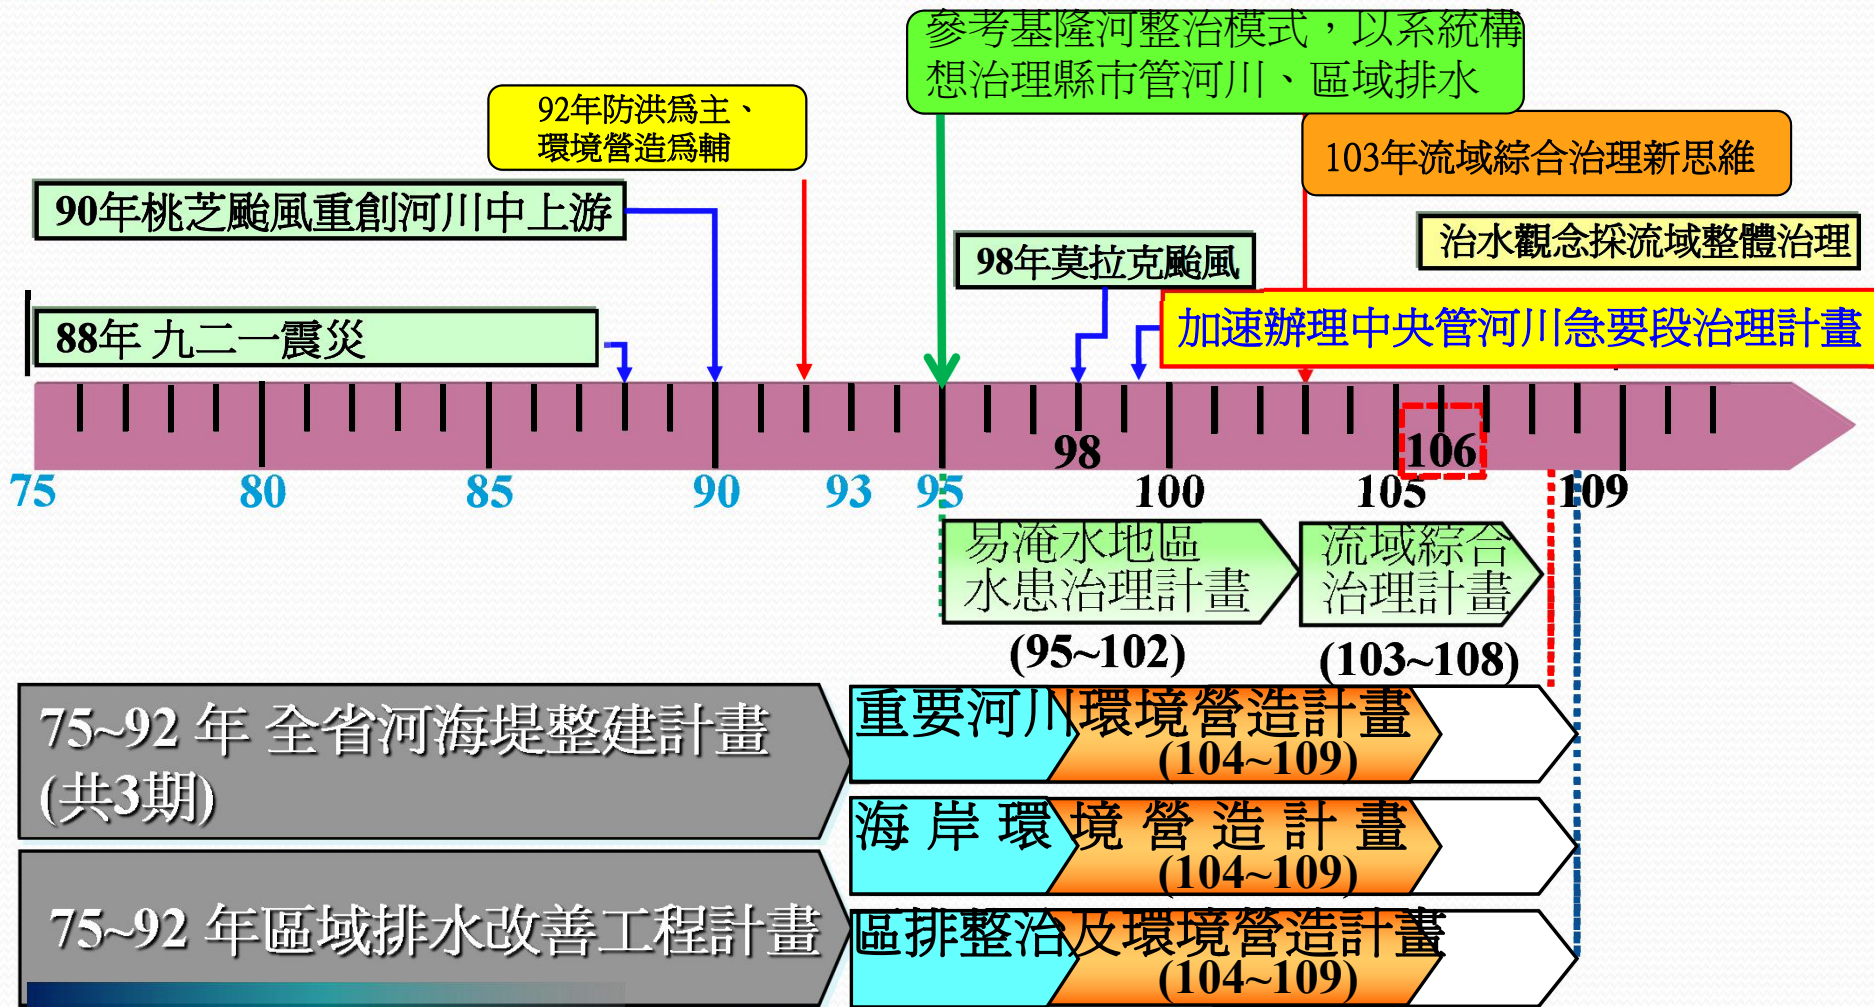 參考基隆河整治模式，以系統構
想治理縣市管河川、區域排水
92年防洪為主、
環境營造為輔
103年流域綜合治理新思維
90年桃芝颱風重創河川中上游
治水觀念採流域整體治理
98年莫拉克颱風
88年 九二一震災
加速辦理中央管河川急要段治理計畫
98
106
75
80
85
90
93
95
100
105
109
易淹水地區
水患治理計畫
(95~102)
流域綜合
治理計畫
(103~108)
75~92 年 全省河海堤整建計畫
(共3期)
重要河川環境營造計畫
(104~109)
海岸環境營造計畫
(104~109)
75~92 年區域排水改善工程計畫
區排整治及環境營造計畫
(104~109)